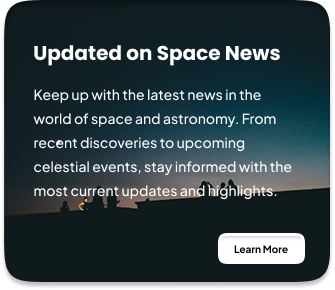 Updated on Space News
Keep up with the latest news in the
world of space and astronomy. From
recent discoveries to upcoming
celestial events, stay informed with the
most current updates and highlights.
Learn More